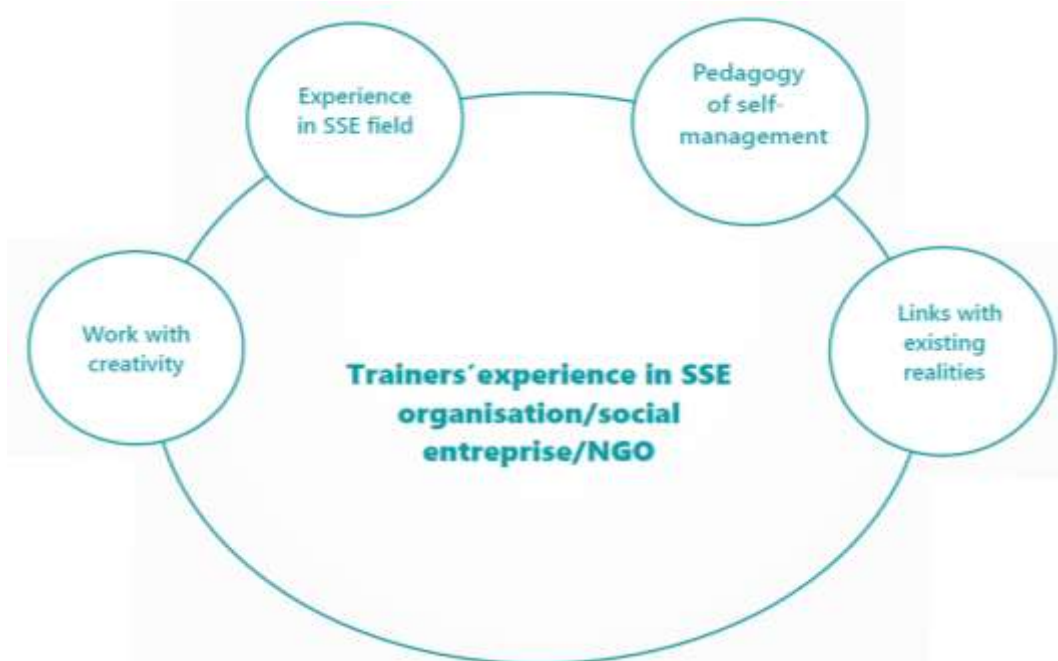 Experience
in SSE field
Pedagogy
of self-
management
Work with
creativity
Links with
existing
realities
Trainers´experience in SSE
organisation/social
entreprise/NGO